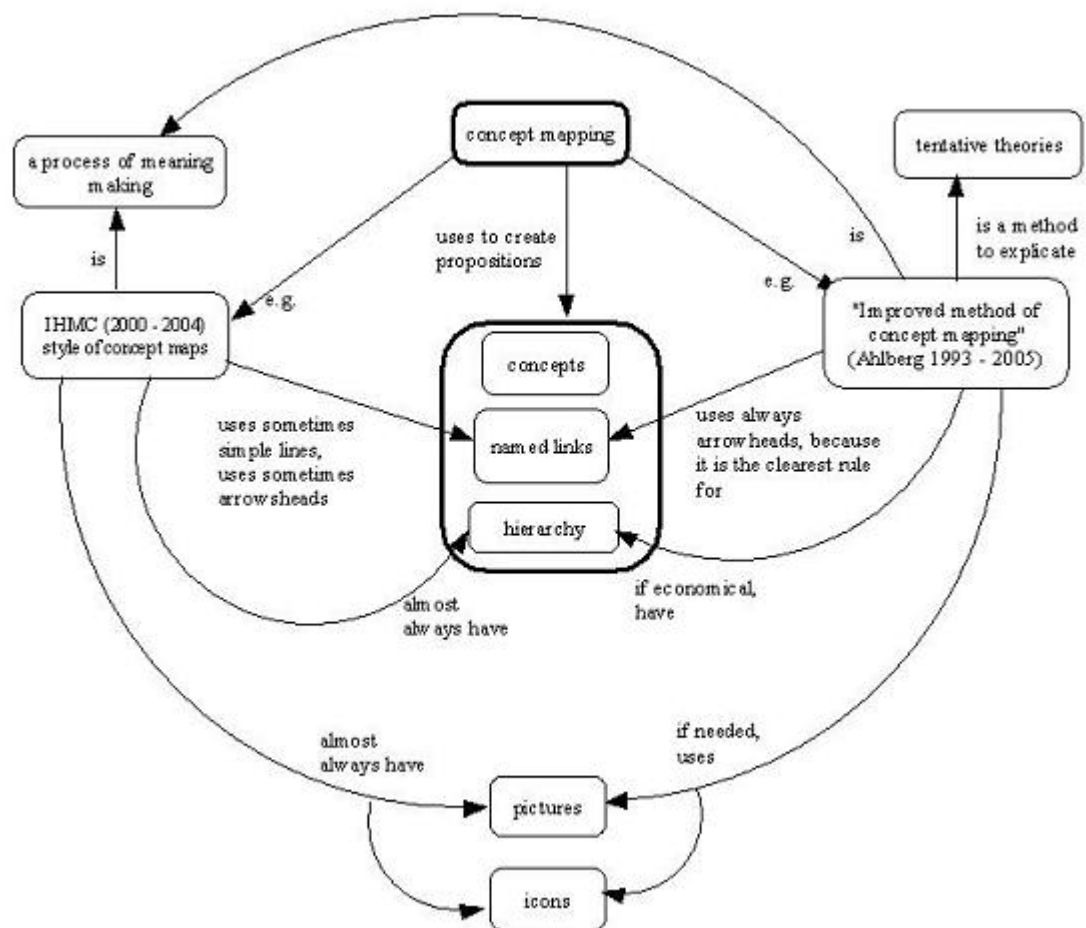 concept mapping
tentative theories
a process of meaning
making
uses to create
propositions
is
is a method
to explicate
is
e.g.
e.g.
IHMC (2000 - 2004)
style of concept maps
"Improved method of
concept mapping"
(Ahlberg 1993 - 2005)
concepts
named links
hierarchy
uses sometimes
simple lines,
uses sometimes
arrowsheads
uses always
arrowheads, because
it is the clearest rule
for
almost
always have
if economical,
have
almost
always have
if needed,
uses
pictures
icons